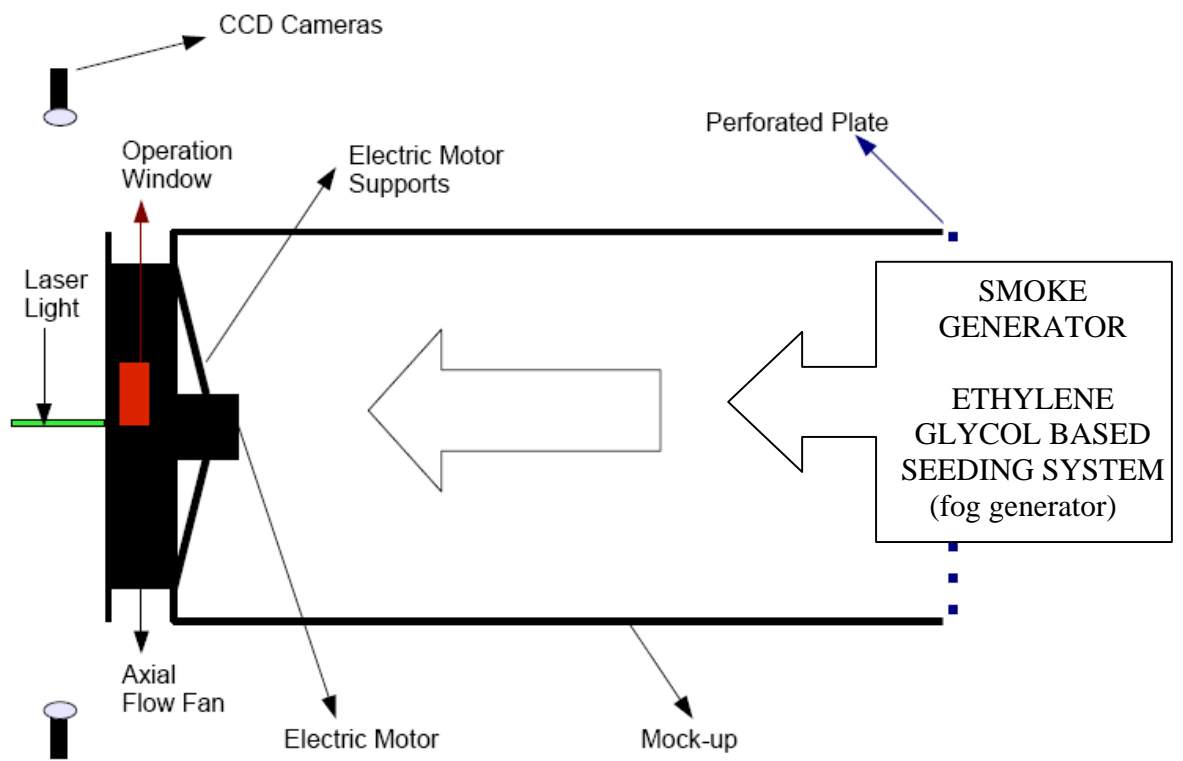 CCD Cameras
Perforated Plate
Operation
Window
Electric Motor
Supports
Laser
Light
SMOKE
GENERATOR
ETHYLENE
GLYCOL BASED
SEEDING SYSTEM
(fog generator)
Axial
Flow Fan
Electric Motor
Mock-up